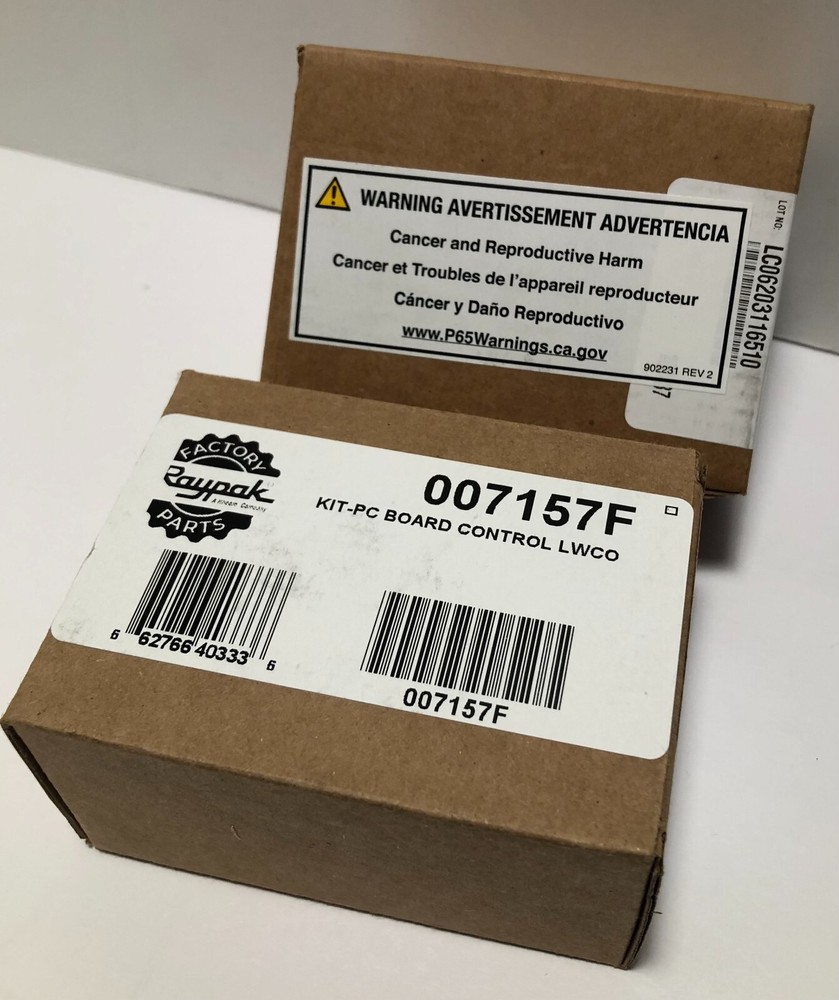 WARNING AVERTISSEMENT ADVERTENCIA
Cancer and Reproductive Harm
Cancer et Troubles de l'appareil reproducteur
Cáncer y Daño Reproductivo
www.P65Warnings.ca.gov
902231 REV 2
LOT NO:
LC06203116510
FACTORY
Raypak
A Rheem Company
PARTS
007157F
KIT-PC BOARD CONTROL LWCO
6 62766 40333 6
007157F